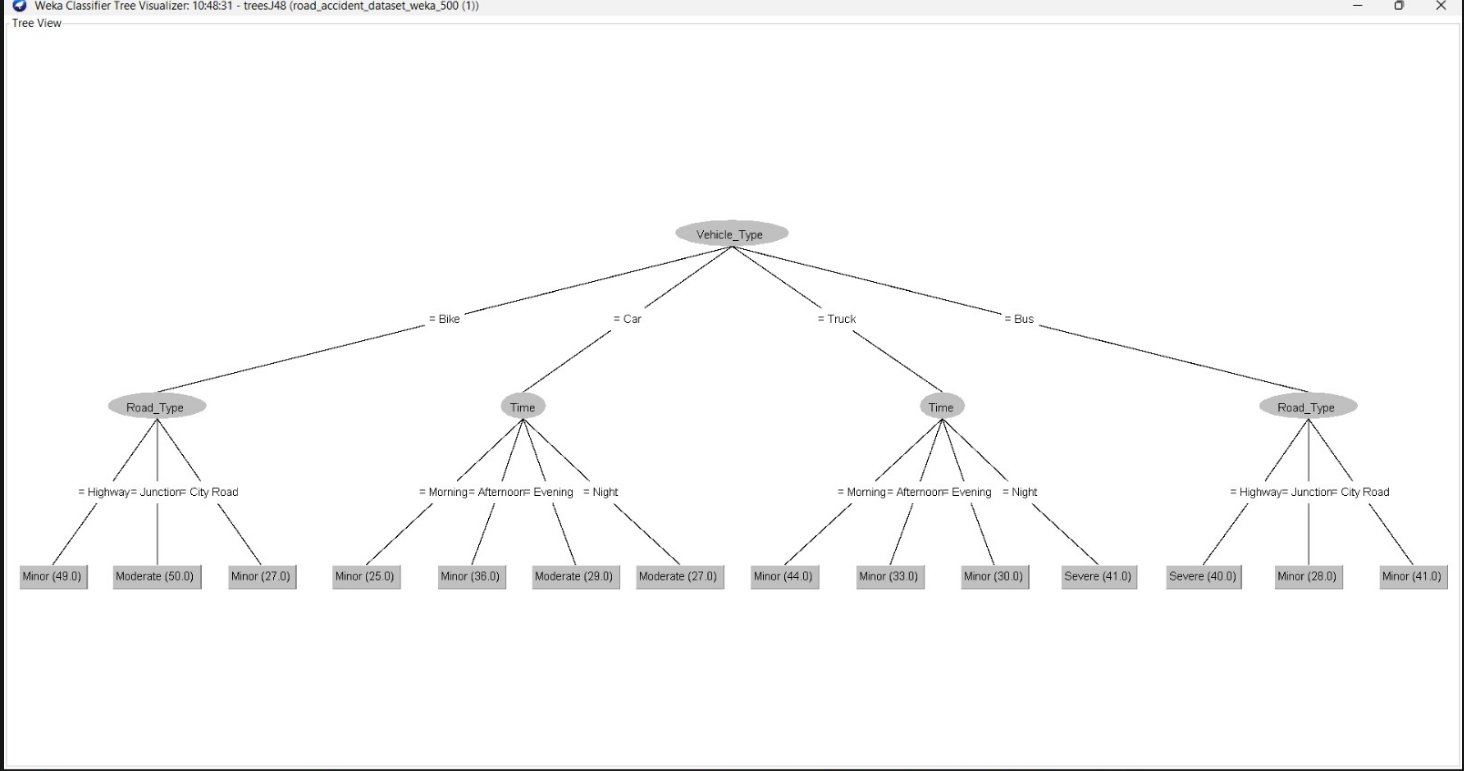 Weka Classifier Tree Visualizer: 10:48:31 - trees.J48 (road_accident_dataset_weka_500 (1))
Tree View
Vehicle_Type
= Bike
= Car
= Truck
= Bus
Road_Type
Time
Time
Road_Type
= Highway
= Junction
= City Road
= Morning
= Afternoon
= Evening
= Night
= Morning
= Afternoon
= Evening
= Night
= Highway
= Junction
= City Road
Minor (49.0)
Moderate (50.0)
Minor (27.0)
Minor (25.0)
Minor (36.0)
Moderate (29.0)
Moderate (27.0)
Minor (44.0)
Minor (33.0)
Minor (30.0)
Severe (41.0)
Severe (40.0)
Minor (28.0)
Minor (41.0)